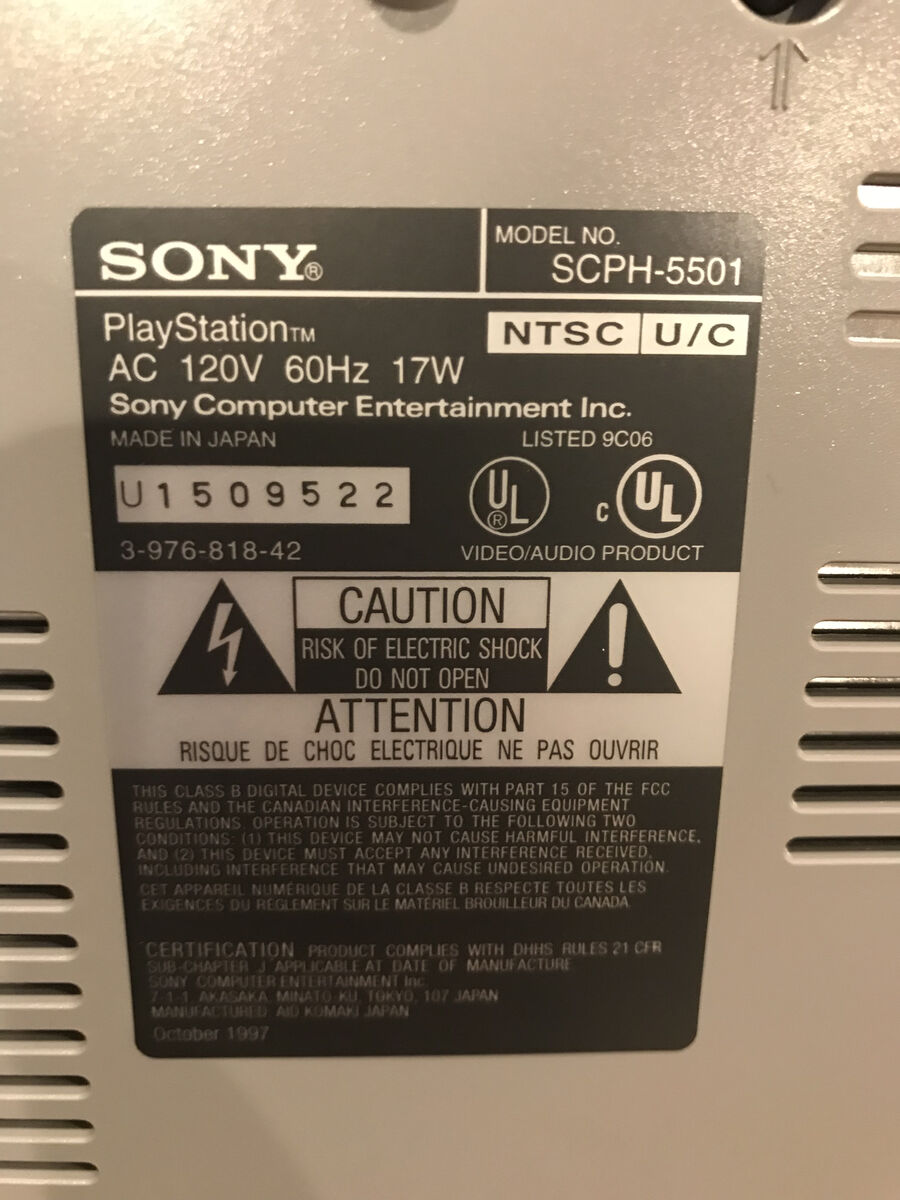 SONY®
MODEL NO.
SCPH-5501
PlayStation™
NTSC U/C
AC 120V 60Hz 17W
Sony Computer Entertainment Inc.
MADE IN JAPAN
LISTED 9C06
U1509522
UL® c UL
3-976-818-42
VIDEO/AUDIO PRODUCT
CAUTION
RISK OF ELECTRIC SHOCK
DO NOT OPEN
ATTENTION
RISQUE DE CHOC ELECTRIQUE NE PAS OUVRIR
THIS CLASS B DIGITAL DEVICE COMPLIES WITH PART 15 OF THE FCC
RULES AND THE CANADIAN INTERFERENCE-CAUSING EQUIPMENT
REGULATIONS. OPERATION IS SUBJECT TO THE FOLLOWING TWO
CONDITIONS: (1) THIS DEVICE MAY NOT CAUSE HARMFUL INTERFERENCE,
AND (2) THIS DEVICE MUST ACCEPT ANY INTERFERENCE RECEIVED,
INCLUDING INTERFERENCE THAT MAY CAUSE UNDESIRED OPERATION.
CET APPAREIL NUMÉRIQUE DE LA CLASSE B RESPECTE TOUTES LES
EXIGENCES DU REGLEMENT SUR LE MATÉRIEL BROUILLEUR DU CANADA.
CERTIFICATION PRODUCT COMPLIES WITH DHHS RULES 21 CFR
SUB-CHAPTER J APPLICABLE AT DATE OF MANUFACTURE
SONY COMPUTER ENTERTAINMENT Inc.
7-1-1, AKASAKA, MINATO-KU, TOKYO, 107 JAPAN
MANUFACTURED: AIO KOMAKI JAPAN
October 1997